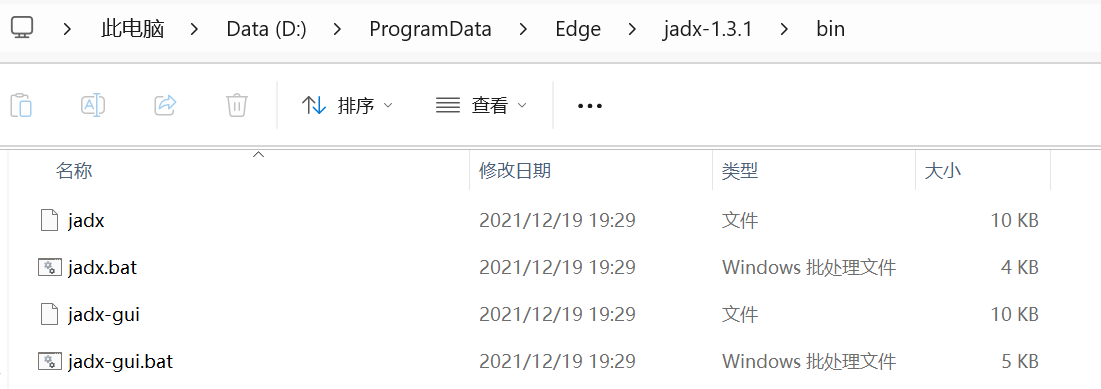 此电脑 > Data (D:) > ProgramData > Edge > jadx-1.3.1 > bin
排序 查看
名称 修改日期 类型 大小
jadx 2021/12/19 19:29 文件 10 KB
jadx.bat 2021/12/19 19:29 Windows 批处理文件 4 KB
jadx-gui 2021/12/19 19:29 文件 10 KB
jadx-gui.bat 2021/12/19 19:29 Windows 批处理文件 5 KB